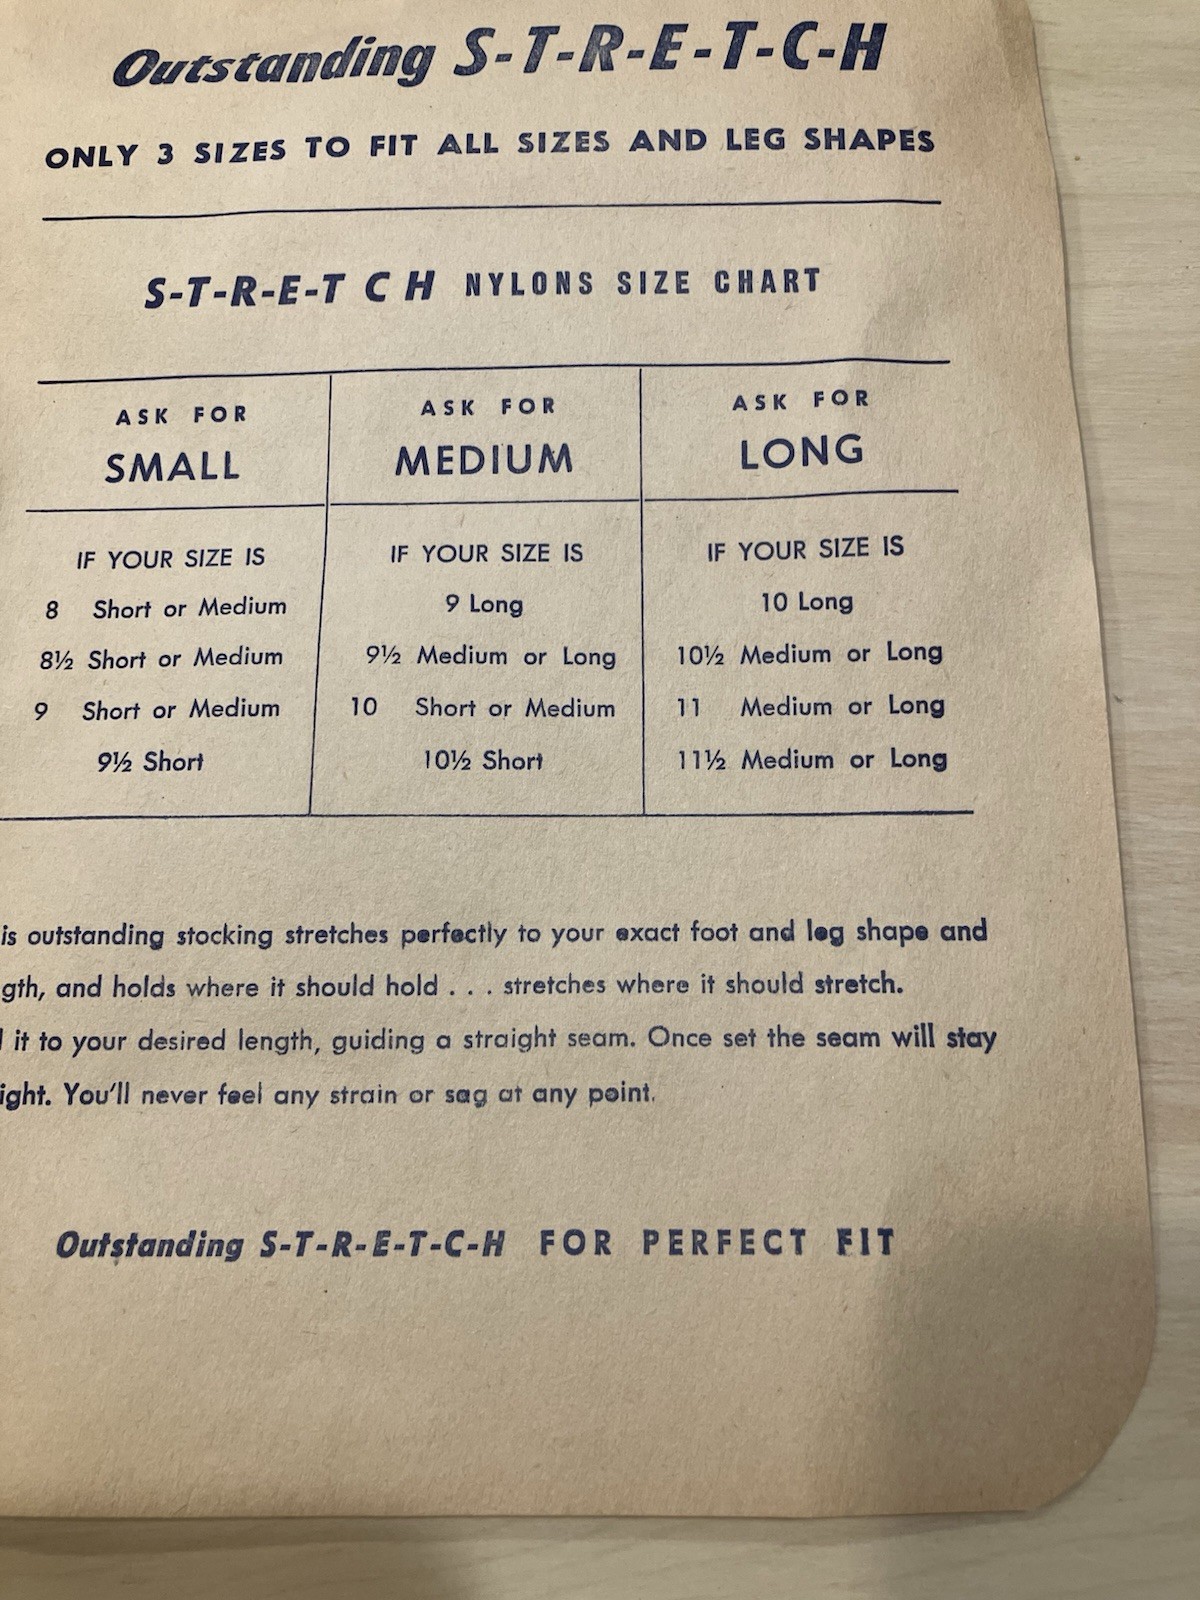 Outstanding S-T-R-E-T-C-H
ONLY 3 SIZES TO FIT ALL SIZES AND LEG SHAPES
S-T-R-E-T C H NYLONS SIZE CHART
ASK FOR
SMALL
IF YOUR SIZE IS
8 Short or Medium
8½ Short or Medium
9 Short or Medium
9½ Short
ASK FOR
MEDIUM
IF YOUR SIZE IS
9 Long
9½ Medium or Long
10 Short or Medium
10½ Short
ASK FOR
LONG
IF YOUR SIZE IS
10 Long
10½ Medium or Long
11 Medium or Long
11½ Medium or Long
is outstanding stocking stretches perfectly to your exact foot and leg shape and
gth, and holds where it should hold . . . stretches where it should stretch.
it to your desired length, guiding a straight seam. Once set the seam will stay
ight. You'll never feel any strain or sag at any point.
Outstanding S-T-R-E-T-C-H FOR PERFECT FIT